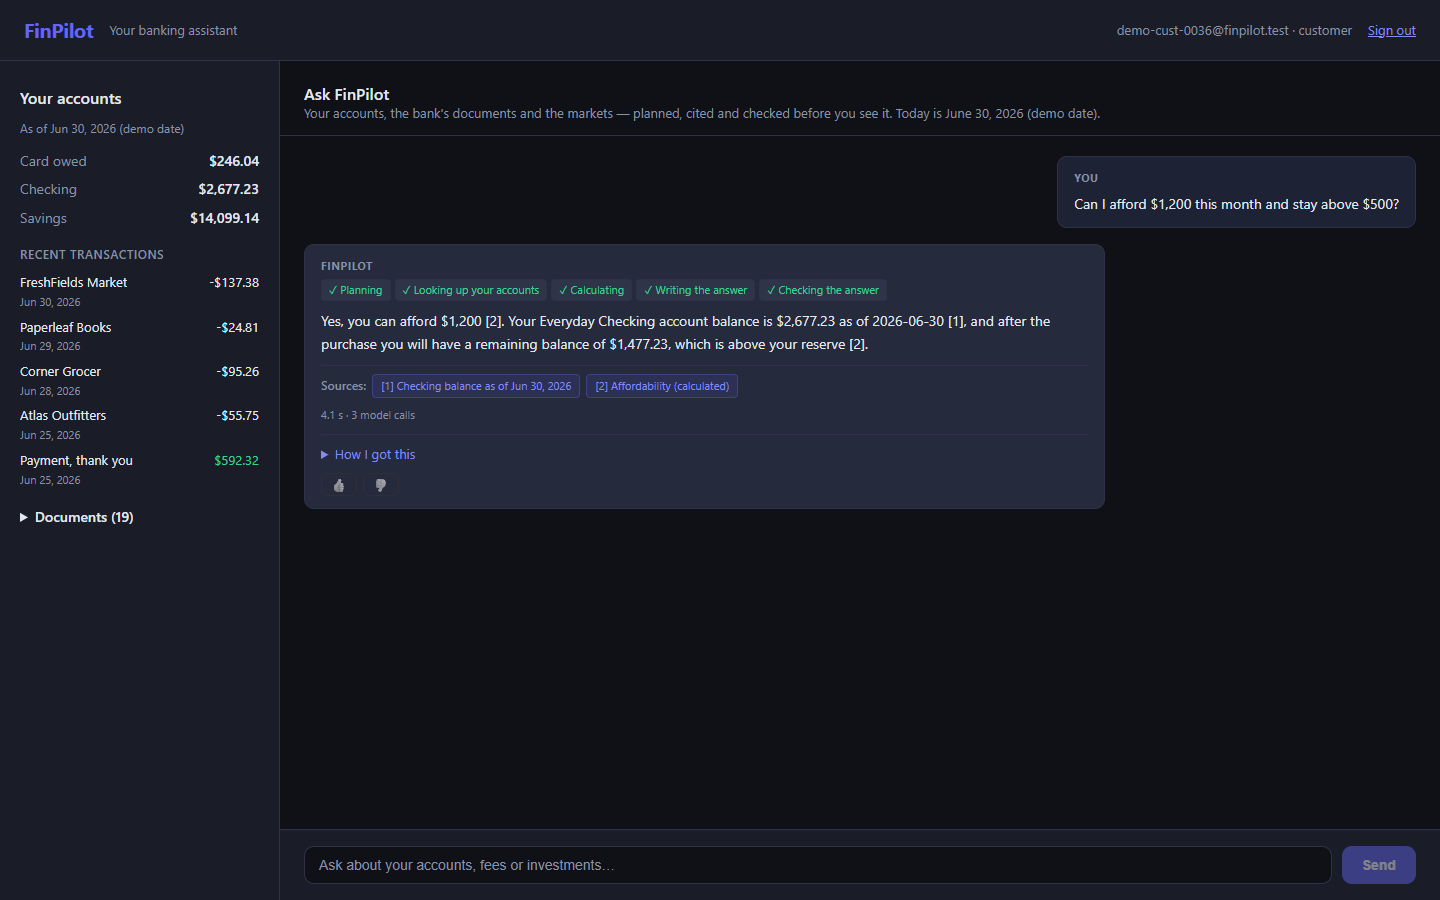 FinPilot Your banking assistant
demo-cust-0036@finpilot.test · customer Sign out
Your accounts
As of Jun 30, 2026 (demo date)
Card owed $246.04
Checking $2,677.23
Savings $14,099.14
RECENT TRANSACTIONS
FreshFields Market -$137.38
Jun 30, 2026
Paperleaf Books -$24.81
Jun 29, 2026
Corner Grocer -$95.26
Jun 28, 2026
Atlas Outfitters -$55.75
Jun 25, 2026
Payment, thank you $592.32
Jun 25, 2026
▶ Documents (19)
Ask FinPilot
Your accounts, the bank's documents and the markets — planned, cited and checked before you see it. Today is June 30, 2026 (demo date).
YOU
Can I afford $1,200 this month and stay above $500?
FINPILOT
✓ Planning ✓ Looking up your accounts ✓ Calculating ✓ Writing the answer ✓ Checking the answer
Yes, you can afford $1,200 [2]. Your Everyday Checking account balance is $2,677.23 as of 2026-06-30 [1], and after the
purchase you will have a remaining balance of $1,477.23, which is above your reserve [2].
Sources: [1] Checking balance as of Jun 30, 2026 [2] Affordability (calculated)
4.1 s · 3 model calls
▶ How I got this
Ask about your accounts, fees or investments…
Send